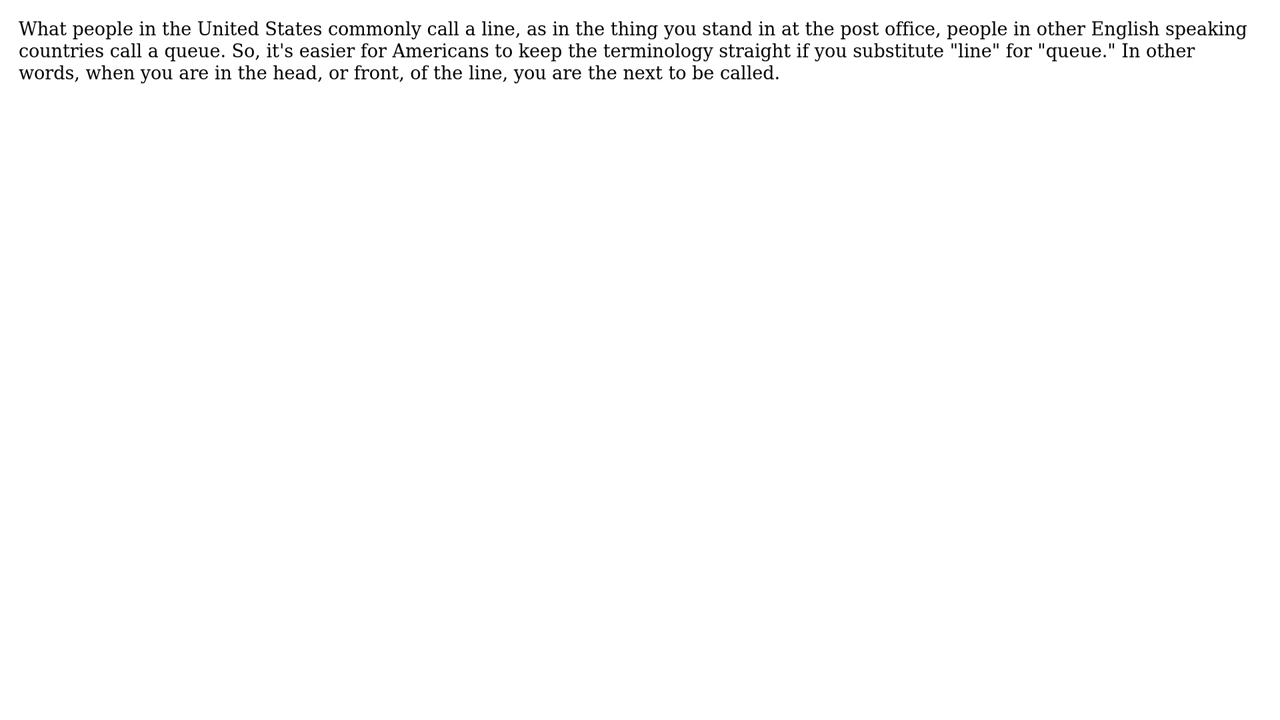 What people in the United States commonly call a line, as in the thing you stand in at the post office, people in other English speaking
countries call a queue. So, it's easier for Americans to keep the terminology straight if you substitute "line" for "queue." In other
words, when you are in the head, or front, of the line, you are the next to be called.